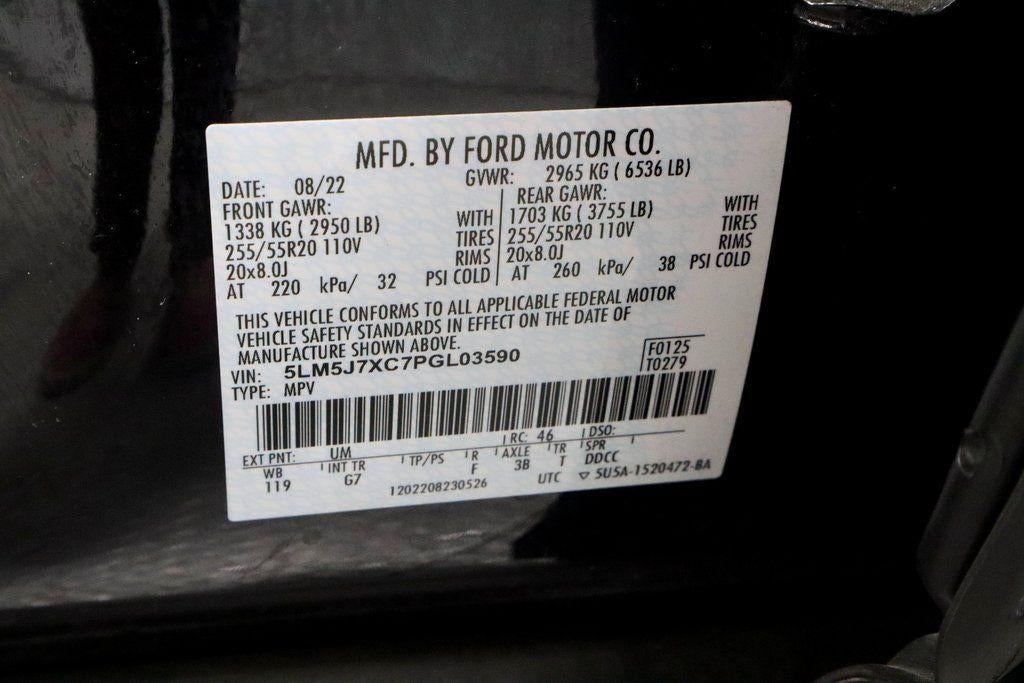 MFD. BY FORD MOTOR CO.
DATE: 08/22 GVWR: 2965 KG ( 6536 LB)
FRONT GAWR: REAR GAWR:
1338 KG ( 2950 LB) WITH 1703 KG ( 3755 LB) WITH
255/55R20 110V TIRES 255/55R20 110V TIRES
20x8.0J RIMS 20x8.0J RIMS
AT 220 kPa/ 32 PSI COLD AT 260 kPa/ 38 PSI COLD
THIS VEHICLE CONFORMS TO ALL APPLICABLE FEDERAL MOTOR
VEHICLE SAFETY STANDARDS IN EFFECT ON THE DATE OF
MANUFACTURE SHOWN ABOVE.
VIN: 5LM5J7XC7PGL03590 F0125
TYPE: MPV T0279
EXT PNT: UM RC: 46 DSO:
WB INT TR TP/PS R AXLE TR SPR
119 G7 F 3B T DDCC
1202208230526 UTC ▽ 5U5A-1520472-BA